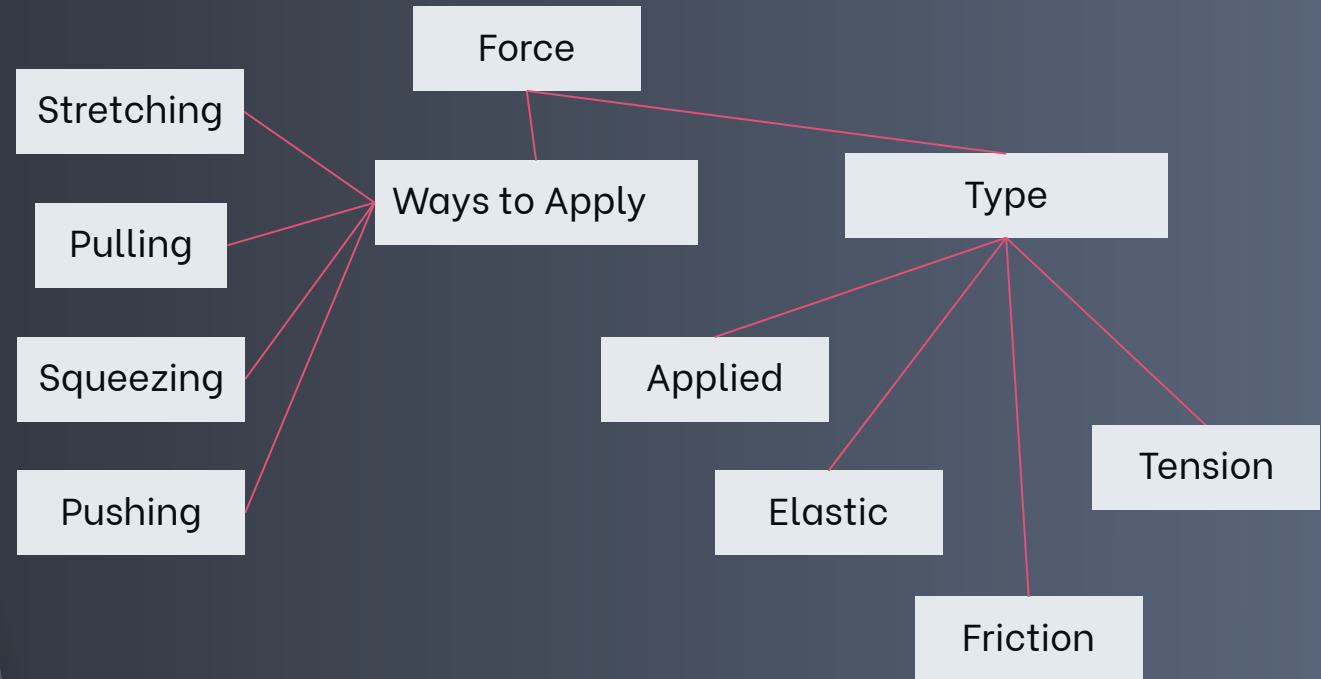 Force
Ways to Apply
Stretching
Pulling
Squeezing
Pushing
Type
Applied
Elastic
Friction
Tension